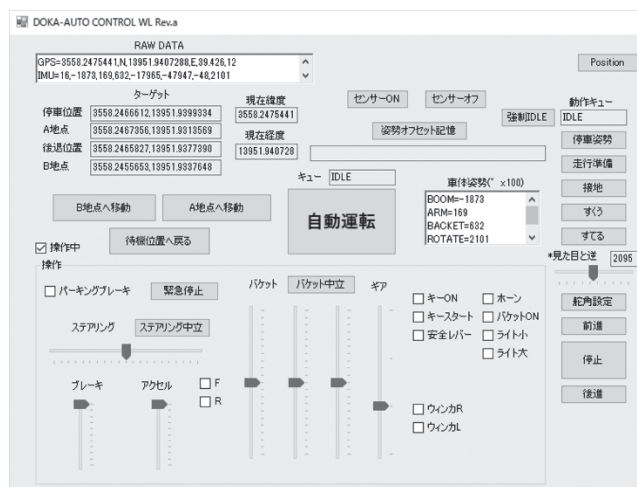 DOKA-AUTO CONTROL WL Rev.a
RAW DATA
GPS=3558.2475441,N,13951.9407288,E,39.426,12
IMU=16,-1873,169,632,-17965,-47947,-48,2101
Position
ターゲット
停車位置 3558.2466612,13951.9399334
A地点 3558.2467356,13951.9313569
後退位置 3558.2465827,13951.9377390
B地点 3558.2455653,13951.9337648
現在緯度
3558.2475441
現在経度
13951.940728
センサーON センサーオフ
姿勢オフセット記憶
強制IDLE
動作キュー
IDLE
停車姿勢
走行準備
接地
すくう
すてる
キュー IDLE
B地点へ移動 A地点へ移動
待機位置へ戻る
自動運転
車体姿勢(° ×100)
BOOM=-1873
ARM=169
BACKET=632
ROTATE=2101
*見た目と逆 2095
舵角設定
前進
停止
後進
操作中
操作
パーキングブレーキ 緊急停止
ステアリング ステアリング中立
ブレーキ アクセル
F
R
バケット バケット中立 ギア
キーON ホーン
キースタート バケットON
安全レバー ライト小
ライト大
ウィンカR
ウィンカL